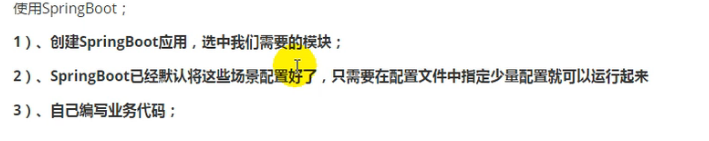 使用SpringBoot；
1）、创建SpringBoot应用，选中我们需要的模块；
2）、SpringBoot已经默认将这些场景配置好了，只需要在配置文件中指定少量配置就可以运行起来
3）、自己编写业务代码；